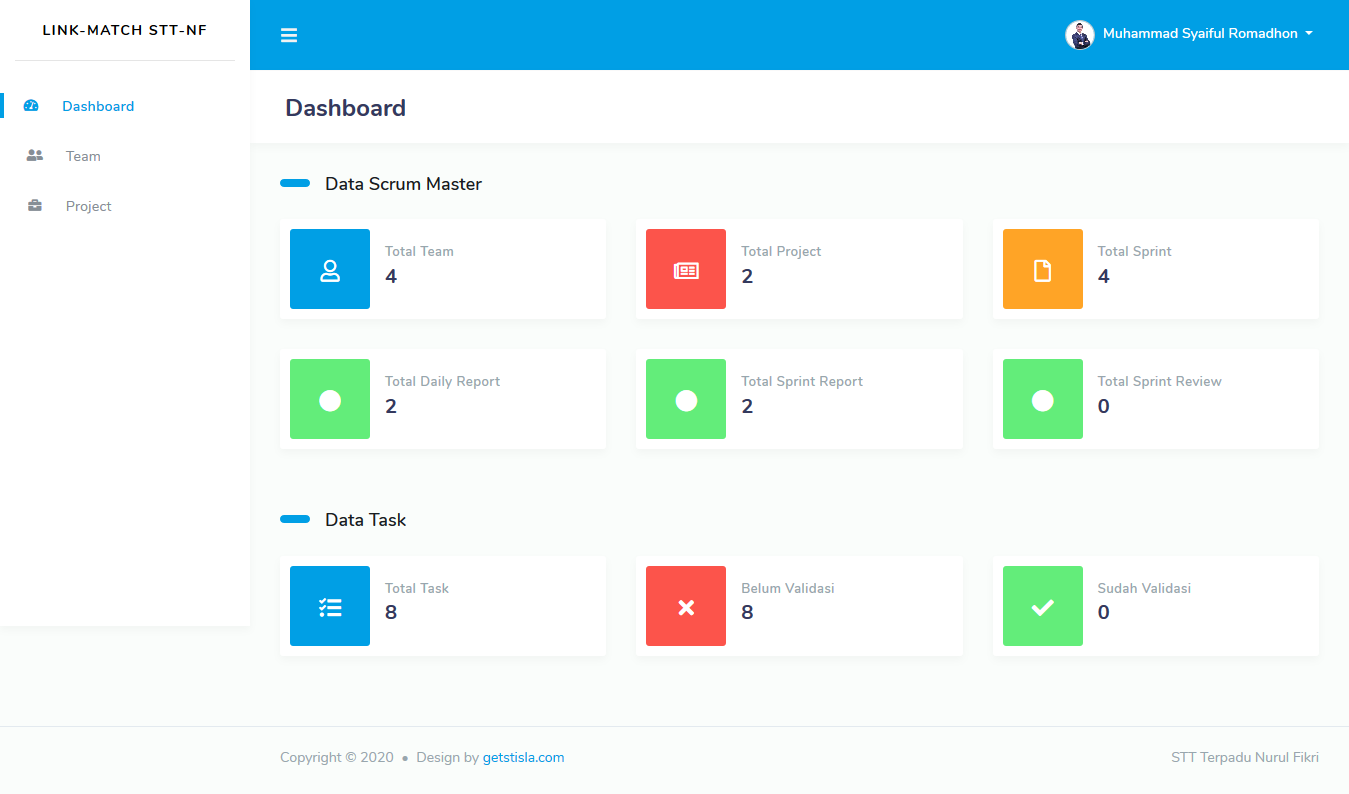 LINK-MATCH STT-NF
Muhammad Syaiful Romadhon
Dashboard
Team
Project
Dashboard
Data Scrum Master
Total Team
4
Total Project
2
Total Sprint
4
Total Daily Report
2
Total Sprint Report
2
Total Sprint Review
0
Data Task
Total Task
8
Belum Validasi
8
Sudah Validasi
0
Copyright © 2020 • Design by getstisla.com
STT Terpadu Nurul Fikri